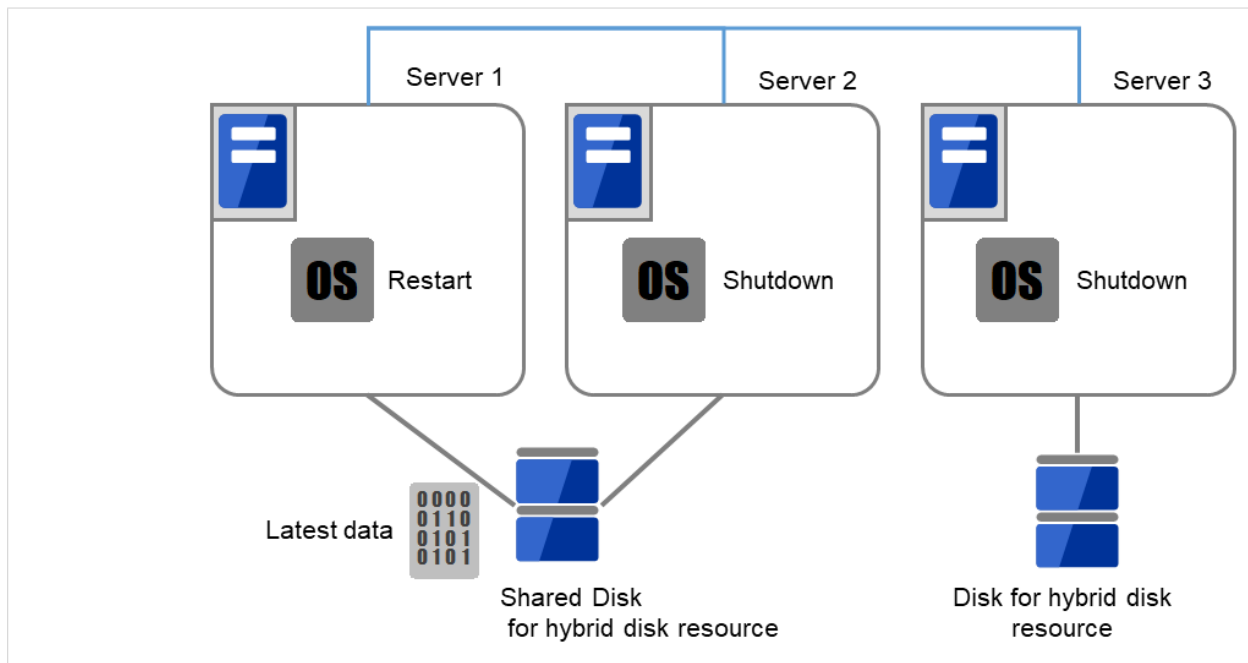 Server 1
Server 2
Server 3
OS
Restart
OS
Shutdown
OS
Shutdown
Latest data
0000
0110
0101
0101
Shared Disk
for hybrid disk resource
Disk for hybrid disk
resource